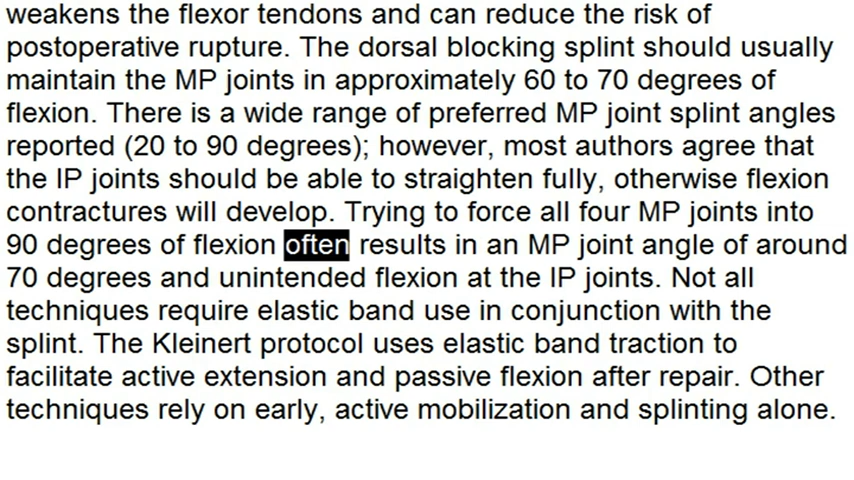 weakens the flexor tendons and can reduce the risk of
postoperative rupture. The dorsal blocking splint should usually
maintain the MP joints in approximately 60 to 70 degrees of
flexion. There is a wide range of preferred MP joint splint angles
reported (20 to 90 degrees); however, most authors agree that
the IP joints should be able to straighten fully, otherwise flexion
contractures will develop. Trying to force all four MP joints into
90 degrees of flexion often results in an MP joint angle of around
70 degrees and unintended flexion at the IP joints. Not all
techniques require elastic band use in conjunction with the
splint. The Kleinert protocol uses elastic band traction to
facilitate active extension and passive flexion after repair. Other
techniques rely on early, active mobilization and splinting alone.